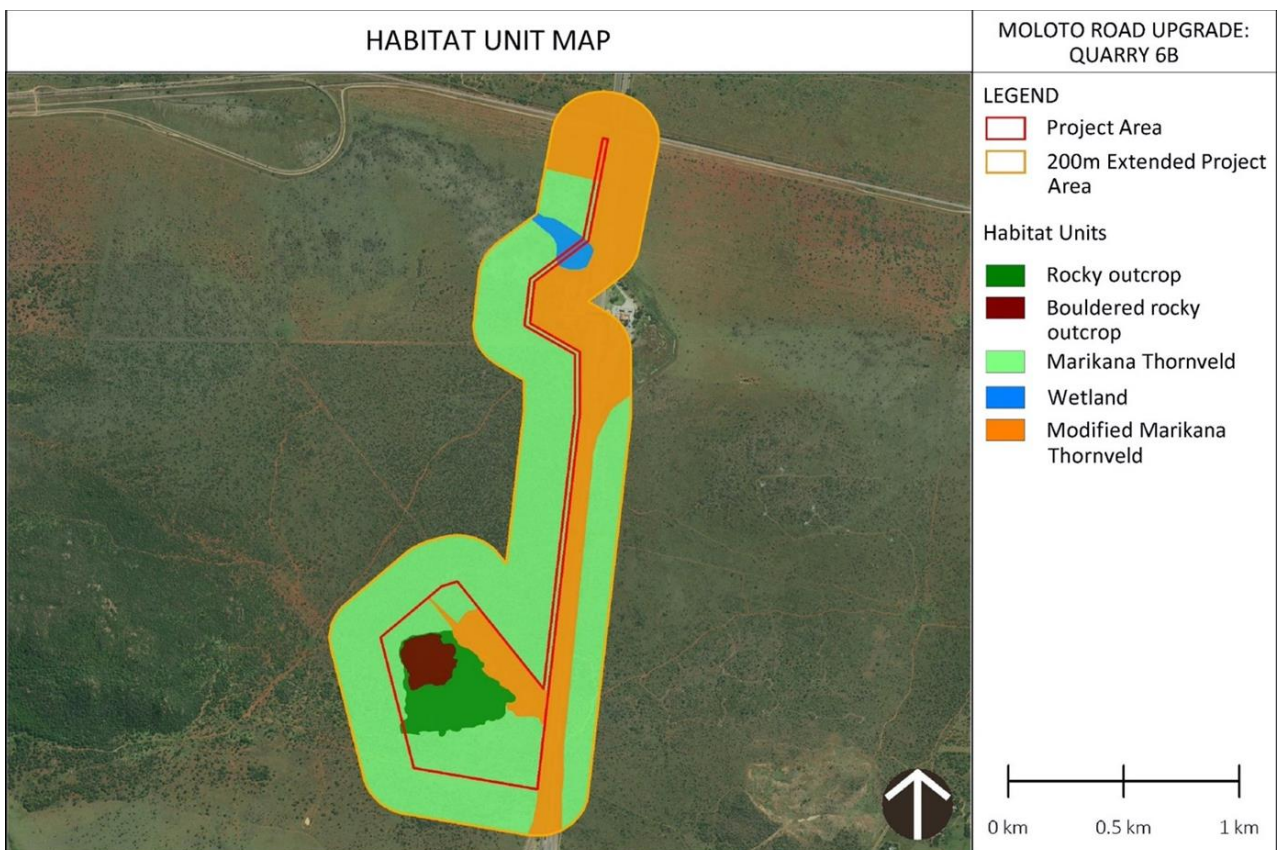 HABITAT UNIT MAP
MOLOTO ROAD UPGRADE:
QUARRY 6B
LEGEND
Project Area
200m Extended Project
Area
Habitat Units
Rocky outcrop
Bouldered rocky
outcrop
Marikana Thornveld
Wetland
Modified Marikana
Thornveld
0 km 0.5 km 1 km